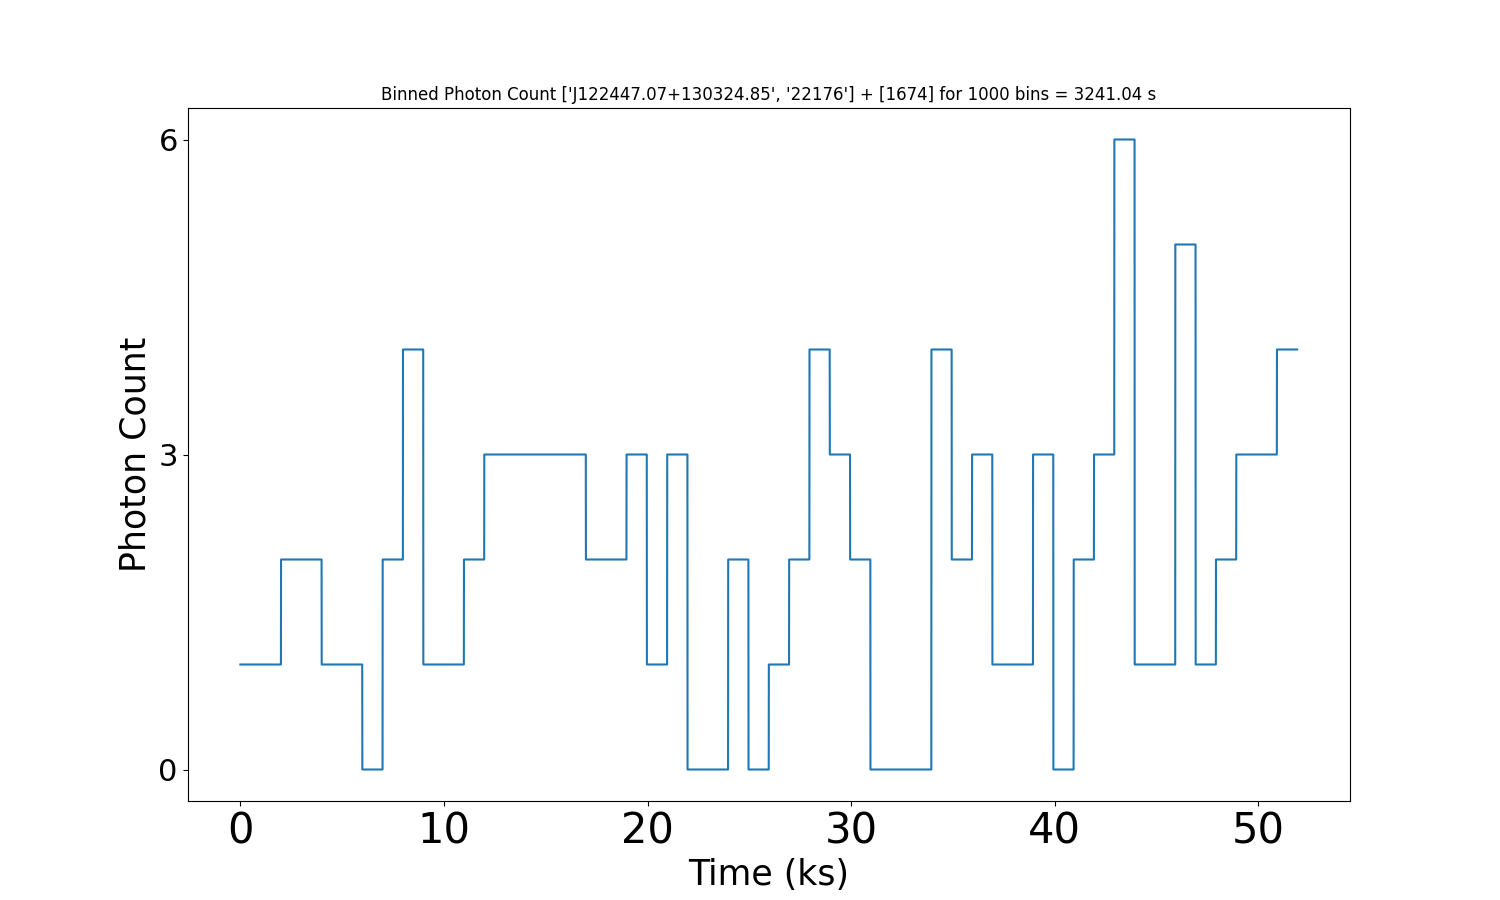 Binned Photon Count ['J122447.07+130324.85', '22176'] + [1674] for 1000 bins = 3241.04 s
6
3
0
Photon Count
0 10 20 30 40 50
Time (ks)